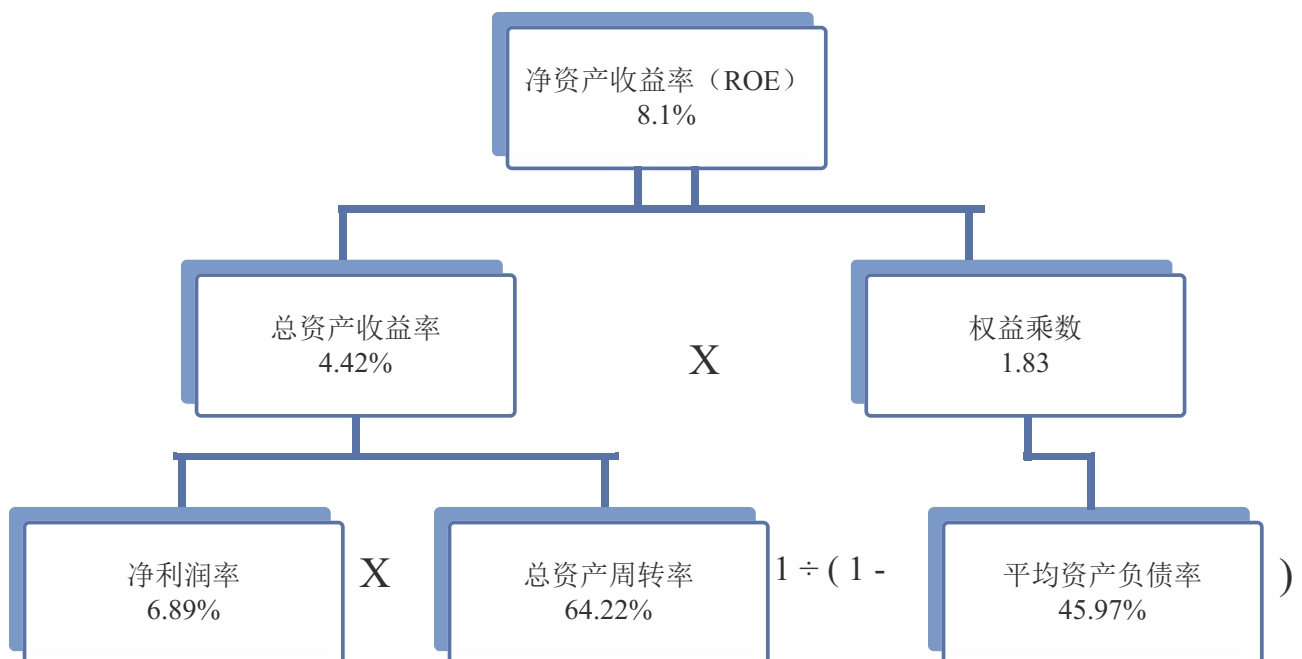 净资产收益率（ROE）
8.1%
总资产收益率
4.42%
X
权益乘数
1.83
净利润率
6.89%
X
总资产周转率
64.22%
1 ÷ ( 1 -
平均资产负债率
45.97%
)